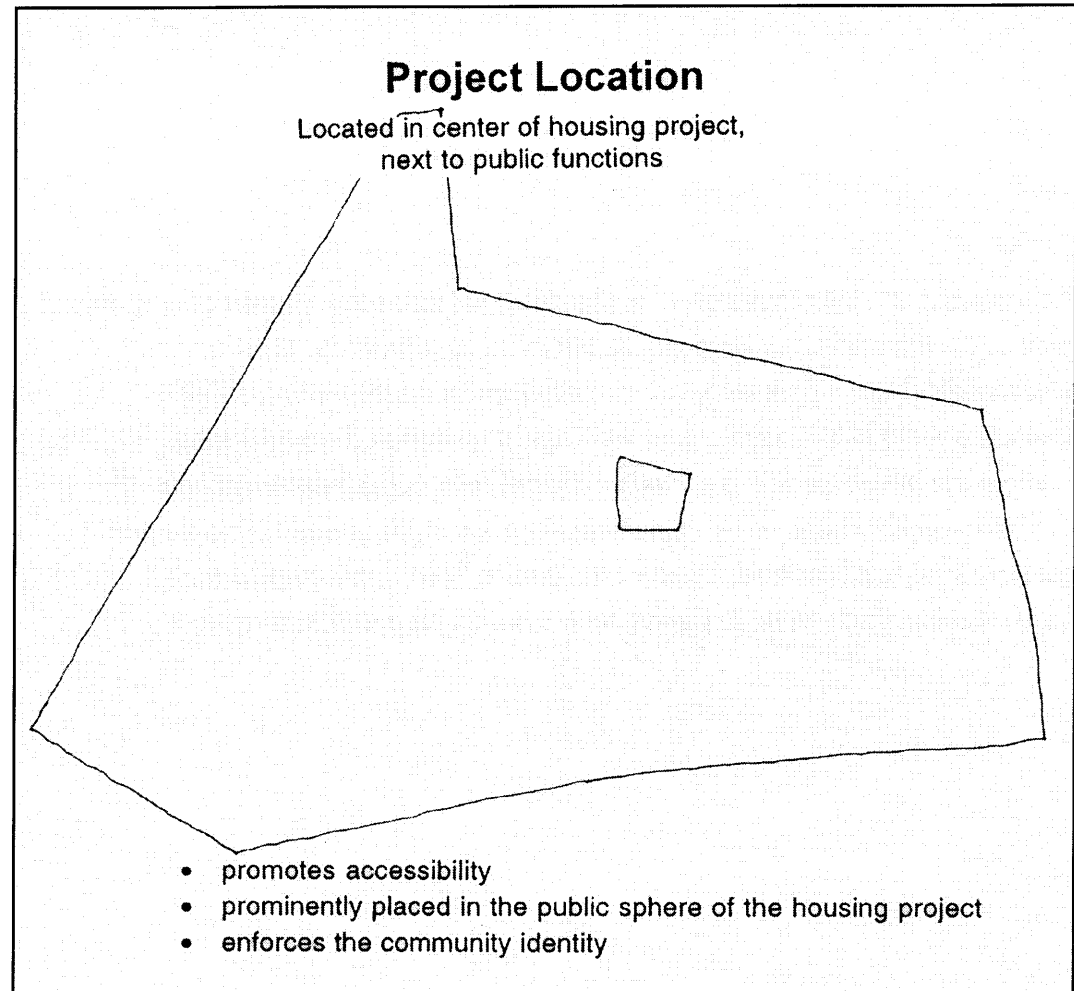 Project Location
Located in center of housing project,
next to public functions
• promotes accessibility
• prominently placed in the public sphere of the housing project
• enforces the community identity